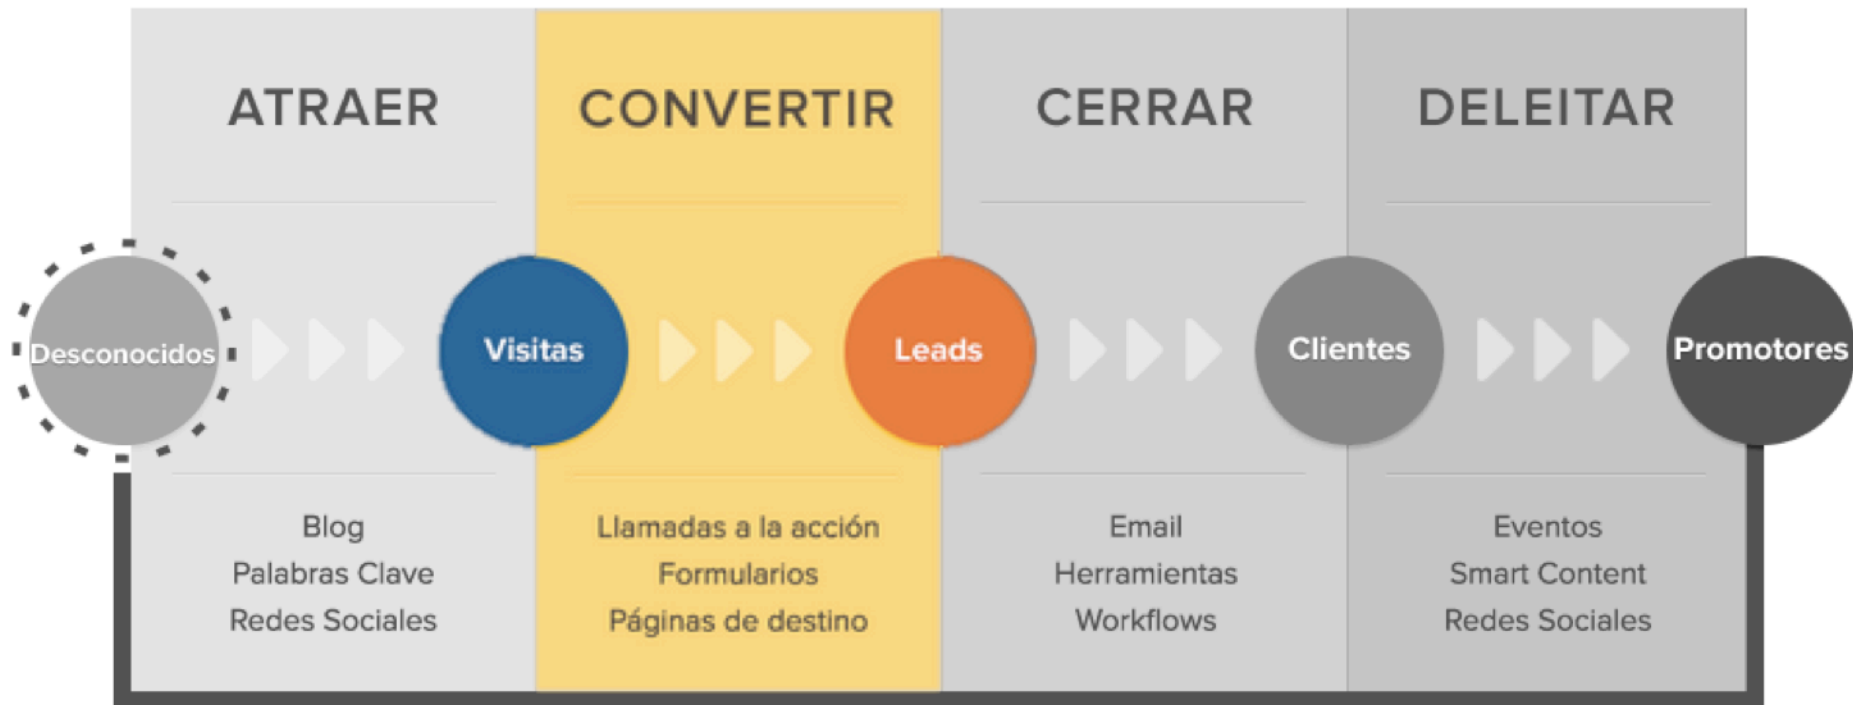 ATRAER
CONVERTIR
CERRAR
DELEITAR
Desconocidos
Visitas
Leads
Clientes
Promotores
Blog
Palabras Clave
Redes Sociales
Llamadas a la acción
Formularios
Páginas de destino
Email
Herramientas
Workflows
Eventos
Smart Content
Redes Sociales